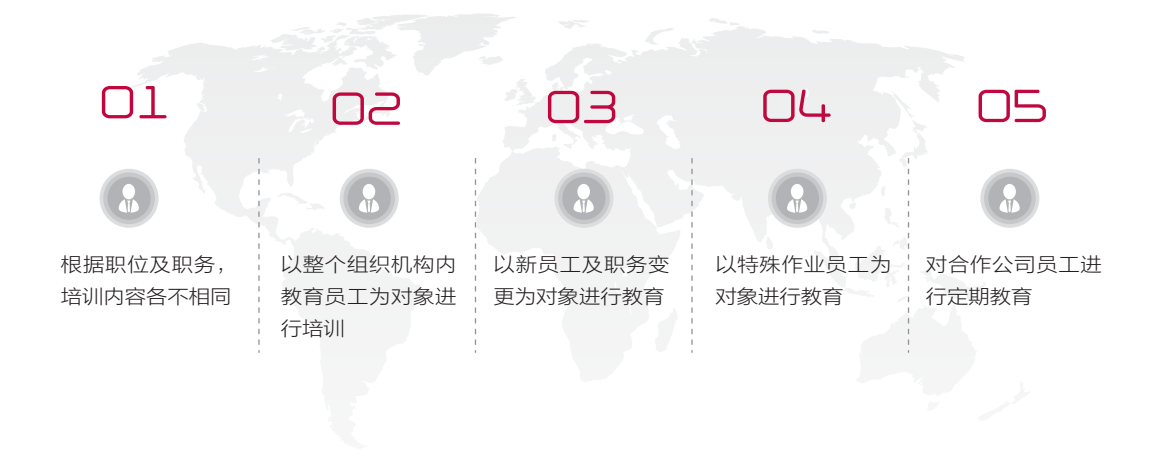 01
02
03
04
05
根据职位及职务，
培训内容各不相同
以整个组织机构内
教育员工为对象进
行培训
以新员工及职务变
更为对象进行教育
以特殊作业员工为
对象进行教育
对合作公司员工进
行定期教育